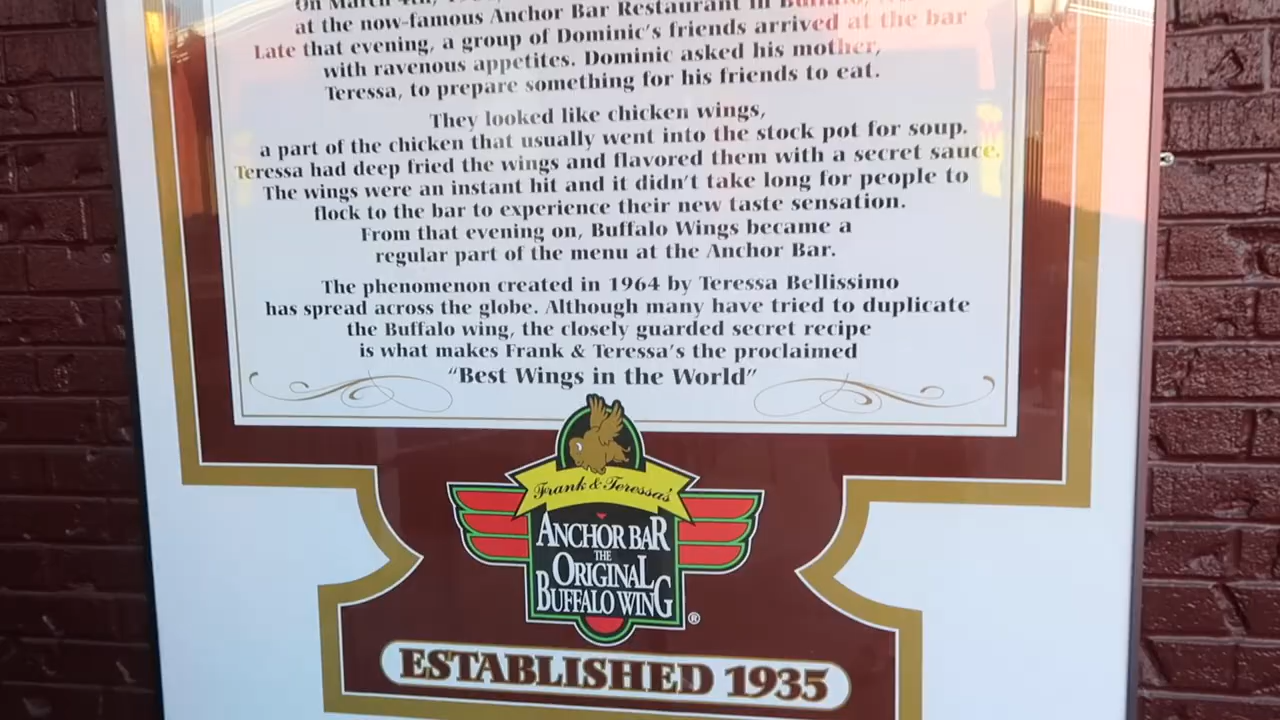 On March 4th,
at the now-famous Anchor Bar Restaurant in Buffalo,
Late that evening, a group of Dominic's friends arrived at the bar
with ravenous appetites. Dominic asked his mother,
Teressa, to prepare something for his friends to eat.
They looked like chicken wings,
a part of the chicken that usually went into the stock pot for soup.
Teressa had deep fried the wings and flavored them with a secret sauce.
The wings were an instant hit and it didn't take long for people to
flock to the bar to experience their new taste sensation.
From that evening on, Buffalo Wings became a
regular part of the menu at the Anchor Bar.
The phenomenon created in 1964 by Teressa Bellissimo
has spread across the globe. Although many have tried to duplicate
the Buffalo wing, the closely guarded secret recipe
is what makes Frank & Teressa's the proclaimed
"Best Wings in the World"
Frank & Teressa's
ANCHOR BAR
THE
ORIGINAL
BUFFALO WING
®
ESTABLISHED 1935